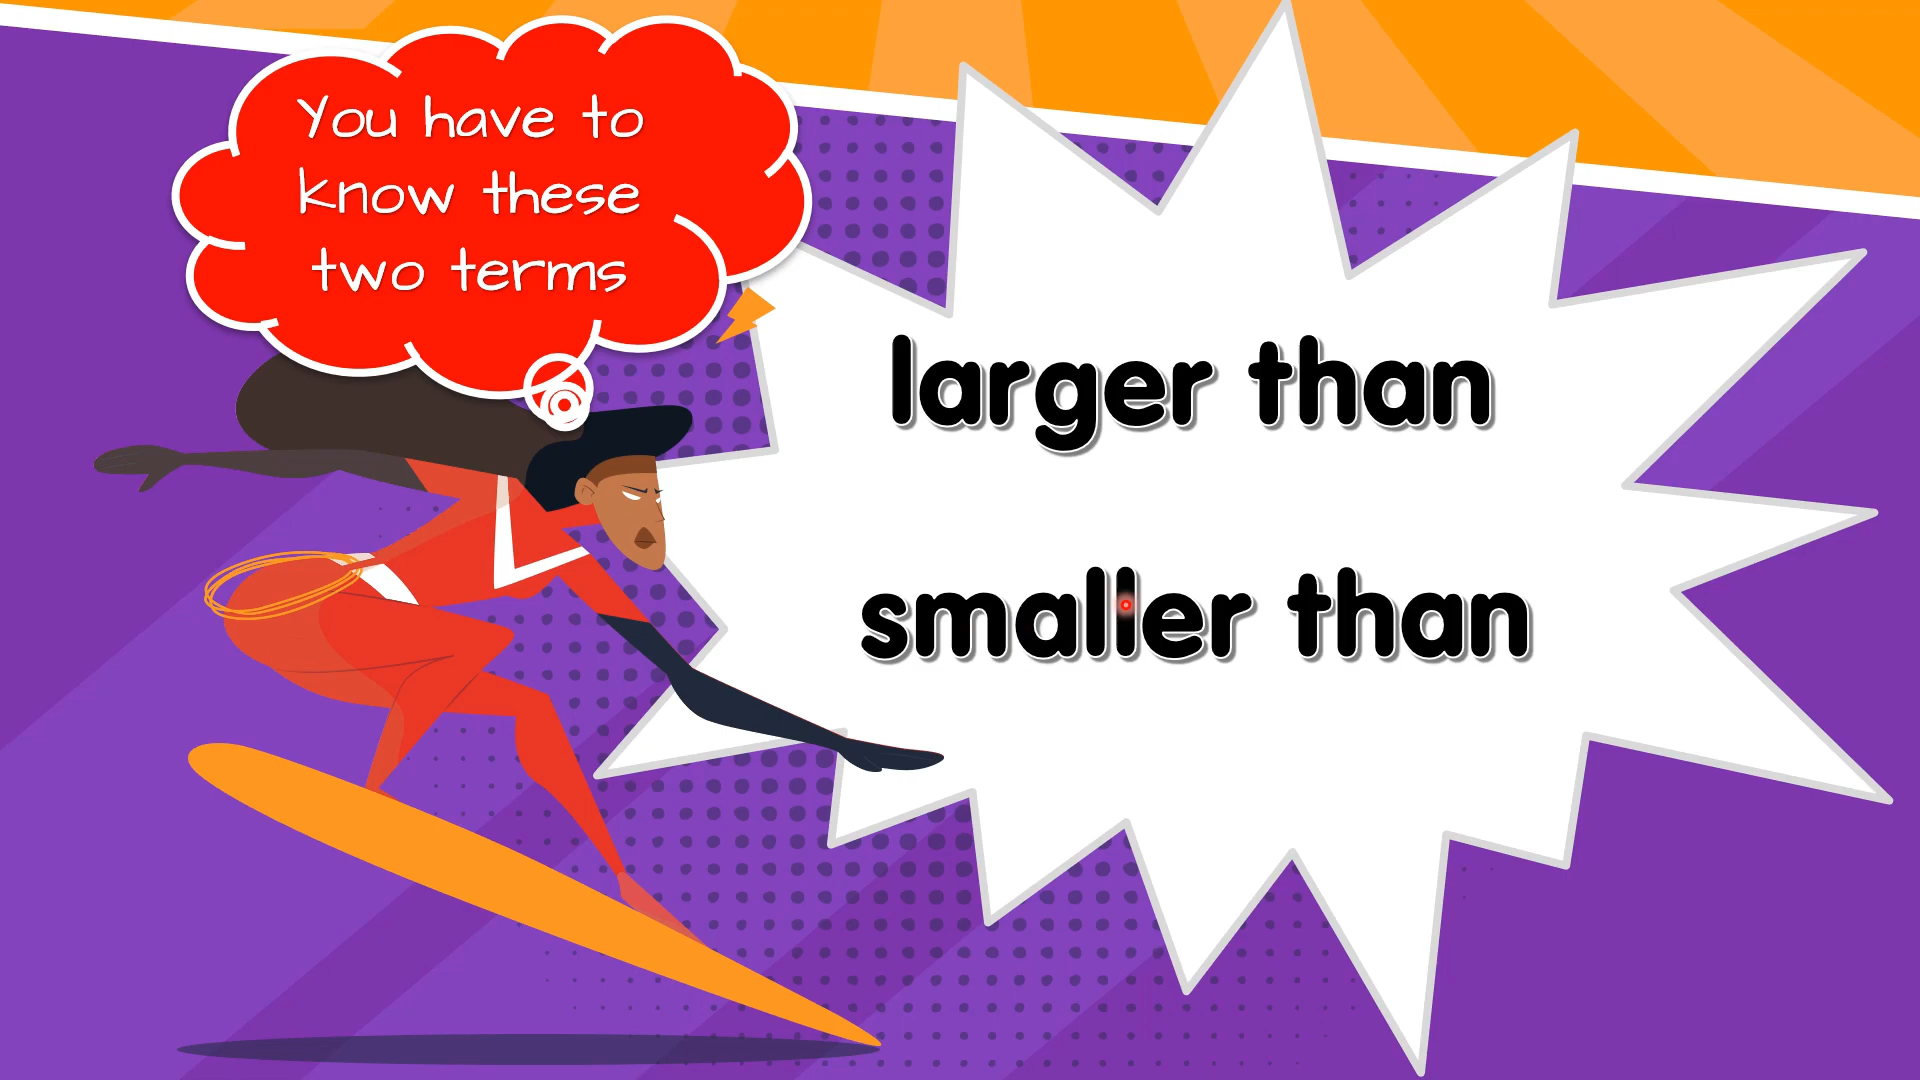 You have to
know these
two terms
larger than
smaller than